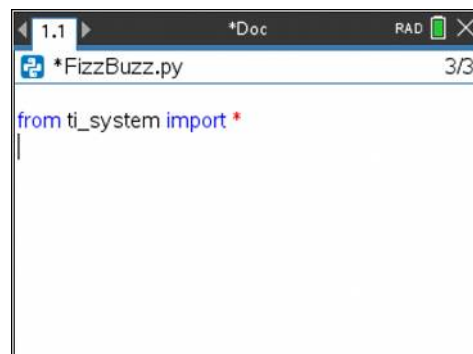 1.1 *Doc RAD
*FizzBuzz.py 3/3
from ti_system import *